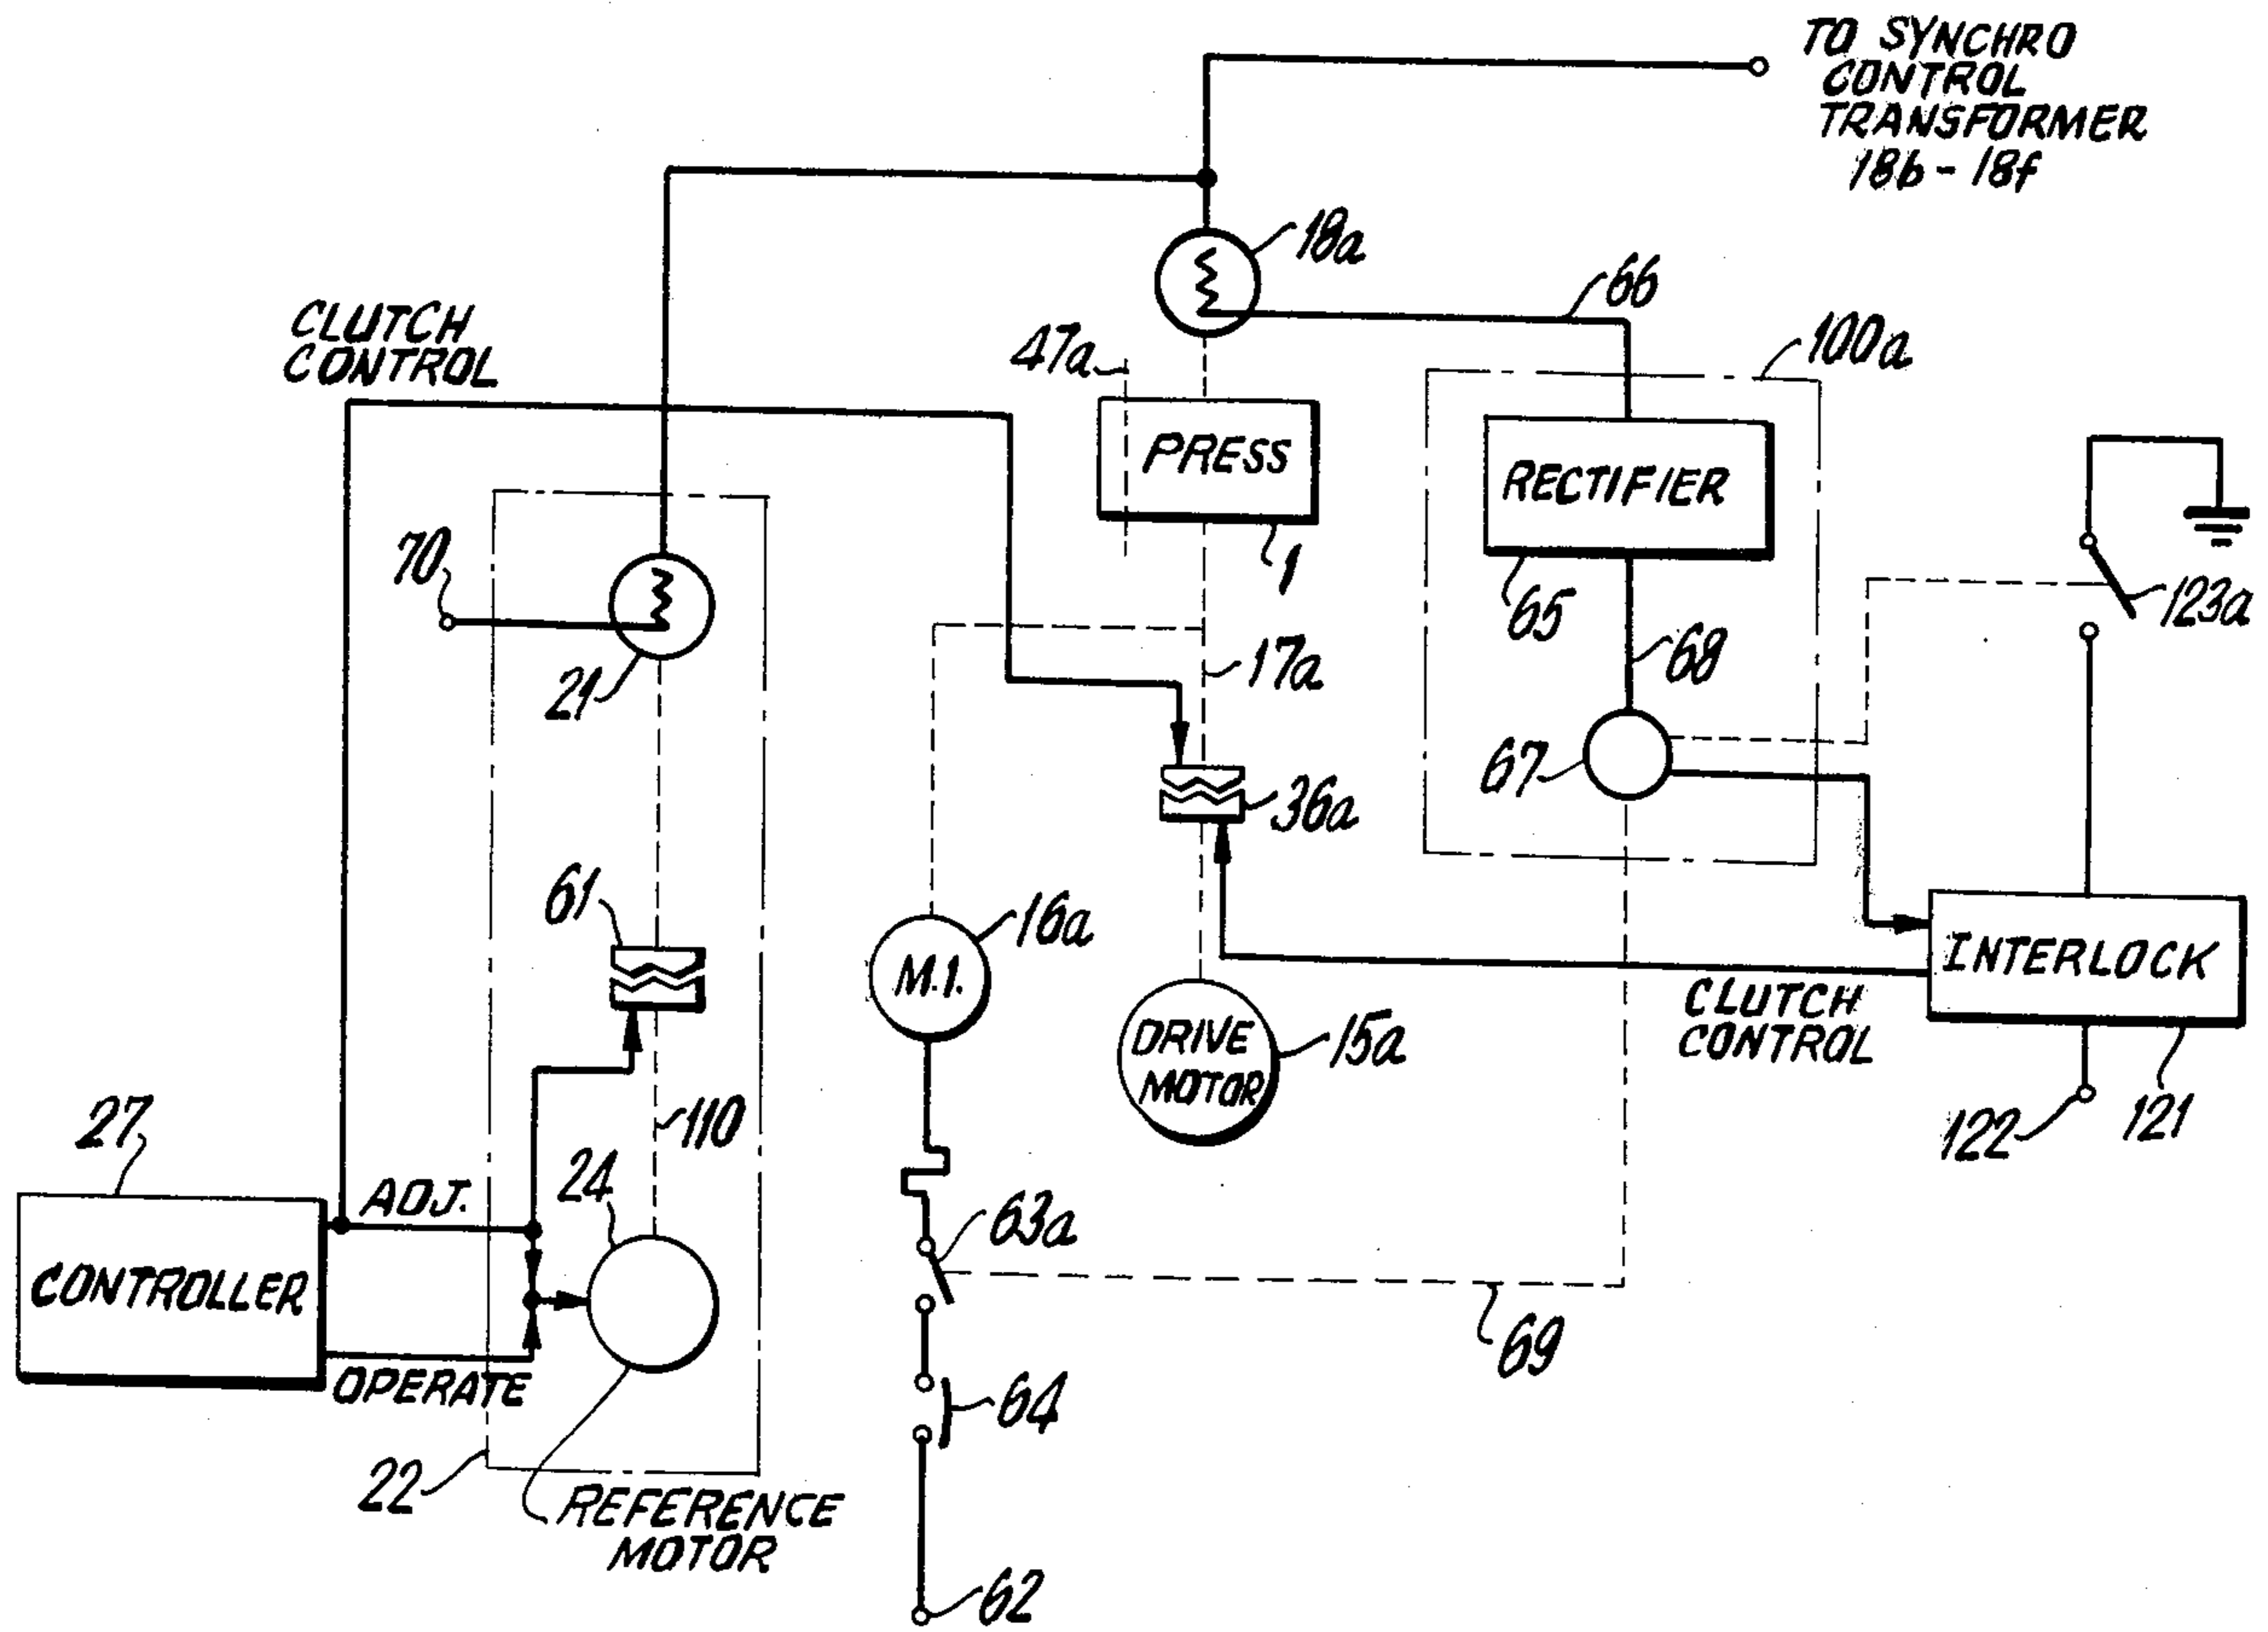 TO SYNCHRO
CONTROL
TRANSFORMER
18b - 18f
18a
66
CLUTCH
CONTROL
47a
100a
PRESS
RECTIFIER
70
1
65
123a
21
17a
68
67
36a
61
16a
M.I.
INTERLOCK
CLUTCH
CONTROL
DRIVE
MOTOR
15a
27
110
122
121
ADJ.
24
63a
CONTROLLER
69
OPERATE
64
22
REFERENCE
MOTOR
62